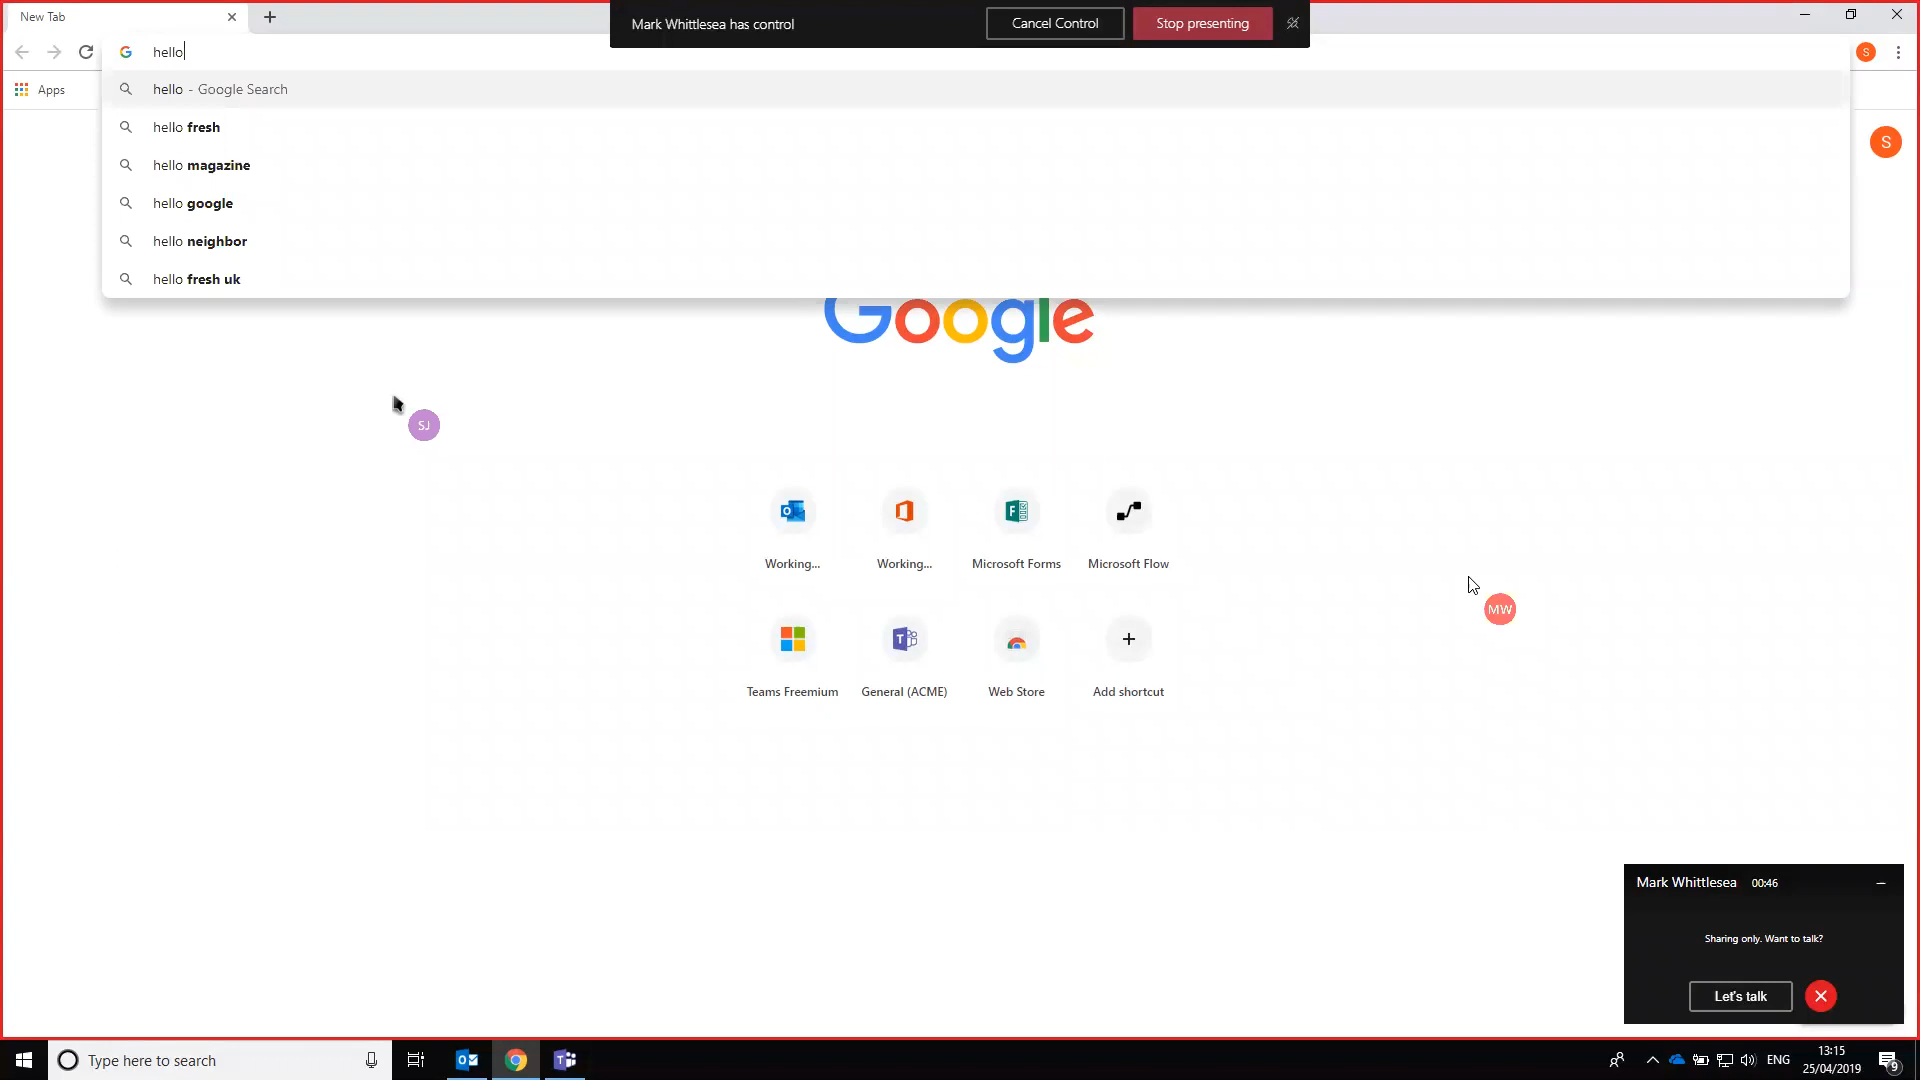 New Tab
Mark Whittlesea has control
Cancel Control
Stop presenting
hello
S
Apps
hello - Google Search
hello fresh
hello magazine
S
hello google
hello neighbor
hello fresh uk
Google
SJ
Working...
Working...
Microsoft Forms
Microsoft Flow
MW
Teams Freemium
General (ACME)
Web Store
Add shortcut
Mark Whittlesea 00:46
Sharing only. Want to talk?
Let's talk
Type here to search
ENG
13:15
25/04/2019
9